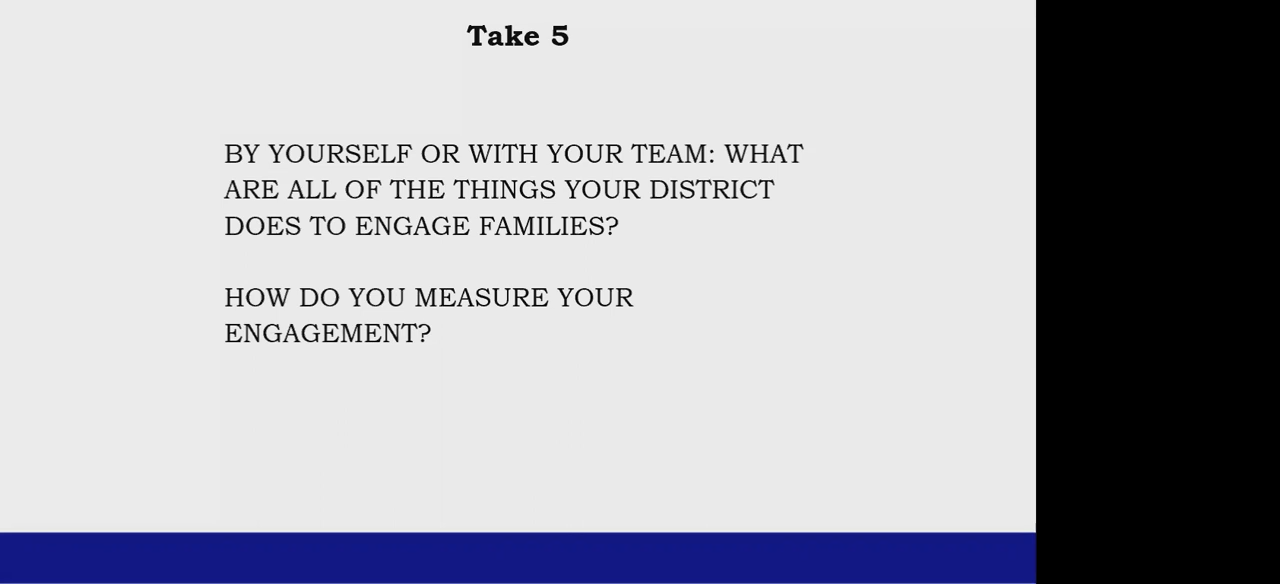 Take 5
BY YOURSELF OR WITH YOUR TEAM: WHAT
ARE ALL OF THE THINGS YOUR DISTRICT
DOES TO ENGAGE FAMILIES?
HOW DO YOU MEASURE YOUR
ENGAGEMENT?